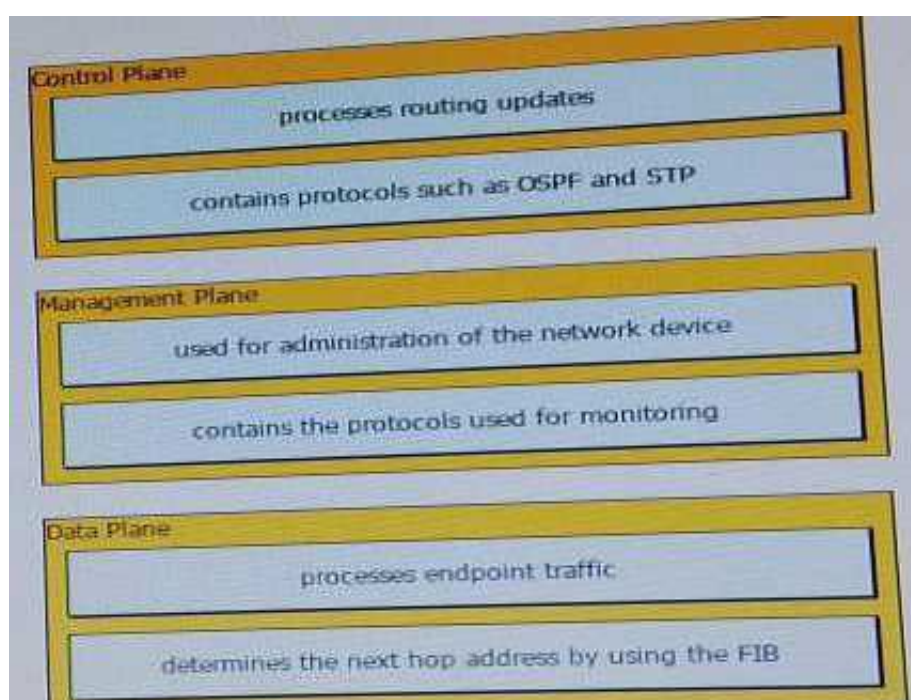 Control Plane
processes routing updates
contains protocols such as OSPF and STP
Management Plane
used for administration of the network device
contains the protocols used for monitoring
Data Plane
processes endpoint traffic
determines the next hop address by using the FIB